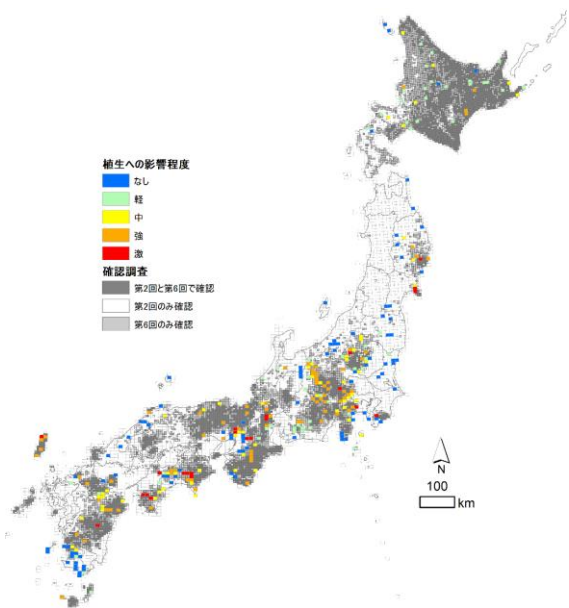 植生への影響程度
なし
軽
中
強
激
確認調査
第2回と第6回で確認
第2回のみ確認
第6回のみ確認
N
100
km